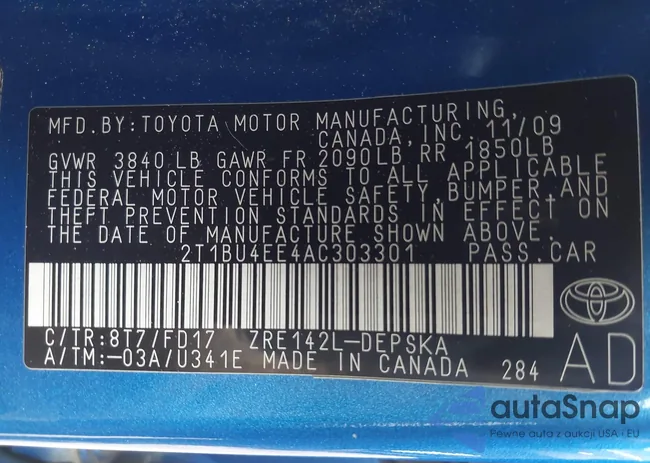 MFD.BY:TOYOTA MOTOR MANUFACTURING,
CANADA, INC. 11/09
GVWR 3840 LB GAWR FR 2090LB RR 1850LB
THIS VEHICLE CONFORMS TO ALL APPLICABLE
FEDERAL MOTOR VEHICLE SAFETY, BUMPER AND
THEFT PREVENTION STANDARDS IN EFFECT ON
THE DATE OF MANUFACTURE SHOWN ABOVE.
2T1BU4EE4AC303301 PASS.CAR
C/TR:8T7/FD17 ZRE142L-DEPSKA
A/TM:-03A/U341E MADE IN CANADA 284 AD
autaSnap
Pewne auta z aukcji USA i EU